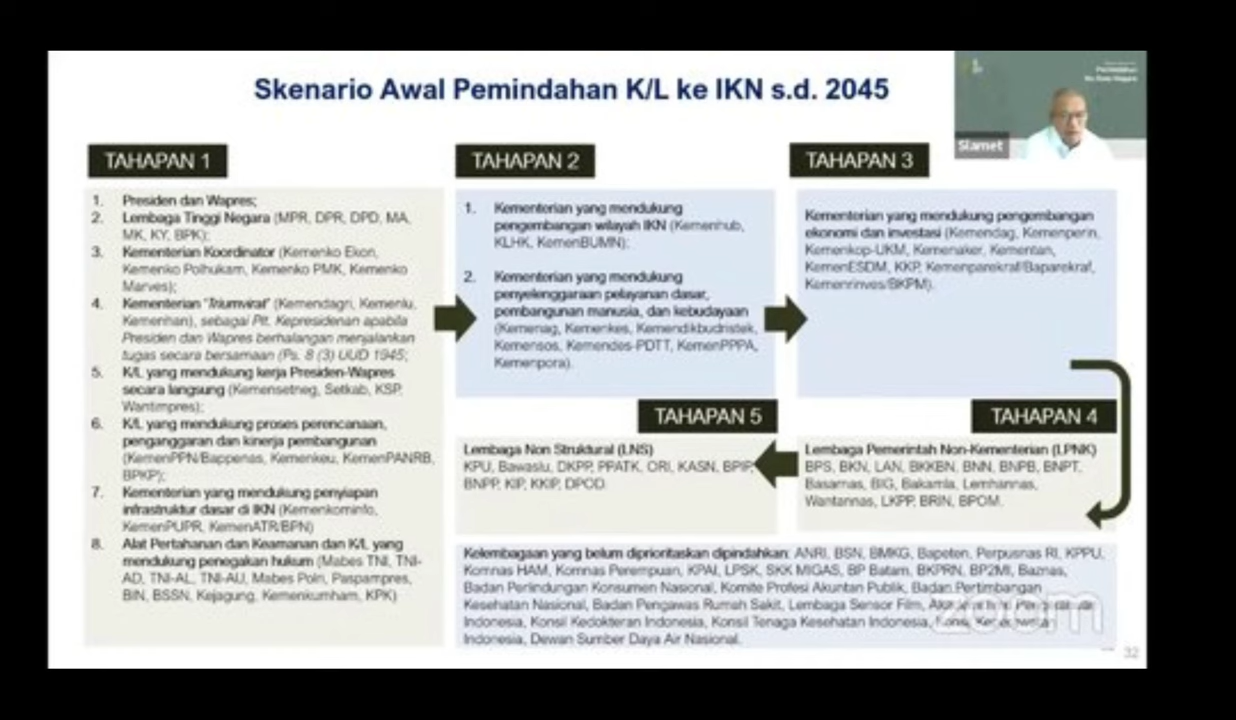 Skenario Awal Pemindahan K/L ke IKN s.d. 2045
Slamet
TAHAPAN 1
1. Presiden dan Wapres;
2. Lembaga Tinggi Negara (MPR, DPR, DPD, MA,
MK, KY, BPK);
3. Kementerian Koordinator (Kemenko Ekon,
Kemenko Polhukam, Kemenko PMK, Kemenko
Marves);
4. Kementerian "Triumvirat" (Kemendagri, Kemenlu,
Kemenhan), sebagai Plt. Kepresidenan apabila
Presiden dan Wapres berhalangan menjalankan
tugas secara bersamaan (Ps. 8 (3) UUD 1945;
5. K/L yang mendukung kerja Presiden-Wapres
secara langsung (Kemensetneg, Setkab, KSP,
Wantimpres);
6. K/L yang mendukung proses perencanaan,
penganggaran dan kinerja pembangunan
(KemenPPN/Bappenas, Kemenkeu, KemenPANRB,
BPKP);
7. Kementerian yang mendukung penyiapan
infrastruktur dasar di IKN (Kemenkominfo,
KemenPUPR, KemenATR/BPN)
8. Alat Pertahanan dan Keamanan dan K/L yang
mendukung penegakan hukum (Mabes TNI, TNI-
AD, TNI-AL, TNI-AU, Mabes Polri, Paspampres,
BIN, BSSN, Kejagung, Kemenkumham, KPK)
TAHAPAN 2
1. Kementerian yang mendukung
pengembangan wilayah IKN (Kemenhub,
KLHK, KemenBUMN);
2. Kementerian yang mendukung
penyelenggaraan pelayanan dasar,
pembangunan manusia, dan kebudayaan
(Kemenag, Kemenkes, Kemendikbudristek,
Kemensos, Kemendes-PDTT, KemenPPPA,
Kemenpora).
TAHAPAN 3
Kementerian yang mendukung pengembangan
ekonomi dan investasi (Kemendag, Kemenperin,
Kemenkop-UKM, Kemenaker, Kementan,
KemenESDM, KKP, Kemenparekraf/Baparekraf,
Kemeninves/BKPM).
TAHAPAN 4
Lembaga Pemerintah Non-Kementerian (LPNK)
BPS, BKN, LAN, BKKBN, BNN, BNPB, BNPT,
Basarnas, BIG, Bakamla, Lemhannas,
Wantannas, LKPP, BRIN, BPOM.
TAHAPAN 5
Lembaga Non Struktural (LNS)
KPU, Bawaslu, DKPP, PPATK, ORI, KASN, BPIP,
BNPP, KIP, KKIP, DPOD.
Kelembagaan yang belum diprioritaskan dipindahkan: ANRI, BSN, BMKG, Bapeten, Perpusnas RI, KPPU,
Komnas HAM, Komnas Perempuan, KPAI, LPSK, SKK MIGAS, BP Batam, BKPRN, BP2MI, Baznas,
Badan Perlindungan Konsumen Nasional, Komite Profesi Akuntan Publik, Badan Pertimbangan
Kesehatan Nasional, Badan Pengawas Rumah Sakit, Lembaga Sensor Film,
Indonesia, Konsil Kedokteran Indonesia, Konsil Tenaga Kesehatan Indonesia,
Indonesia, Dewan Sumber Daya Air Nasional.
zoom
32